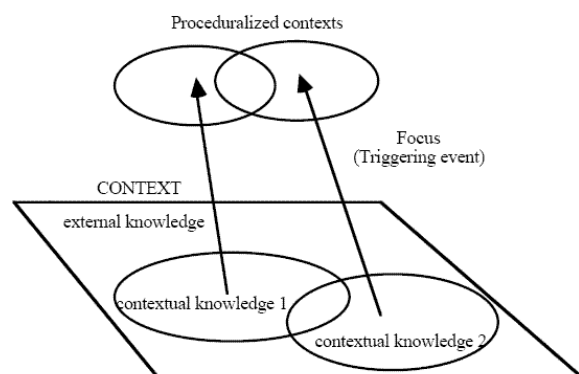 Proceduralized contexts
Focus
(Triggering event)
CONTEXT
external knowledge
contextual knowledge 1
contextual knowledge 2